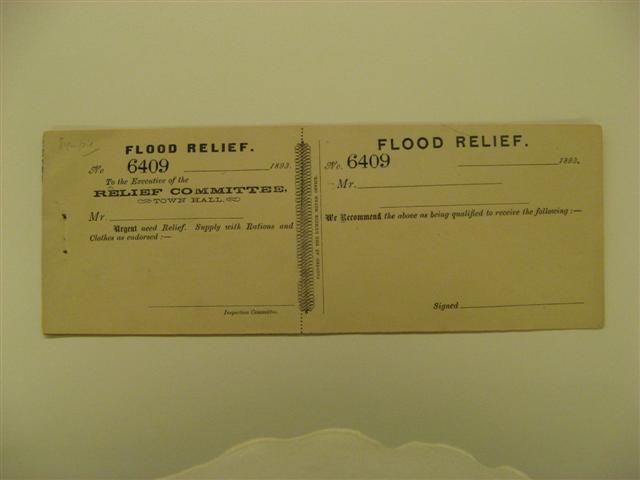 FLOOD RELIEF.
No 6409 1893.
To the Executive of the
RELIEF COMMITTEE,
TOWN HALL.
Mr.
Urgent need Relief. Supply with Rations and
Clothes as endorsed :—
Inspection Committee.
FLOOD RELIEF.
No. 6409 1893.
Mr.
We Recommend the above as being qualified to receive the following :—
Signed